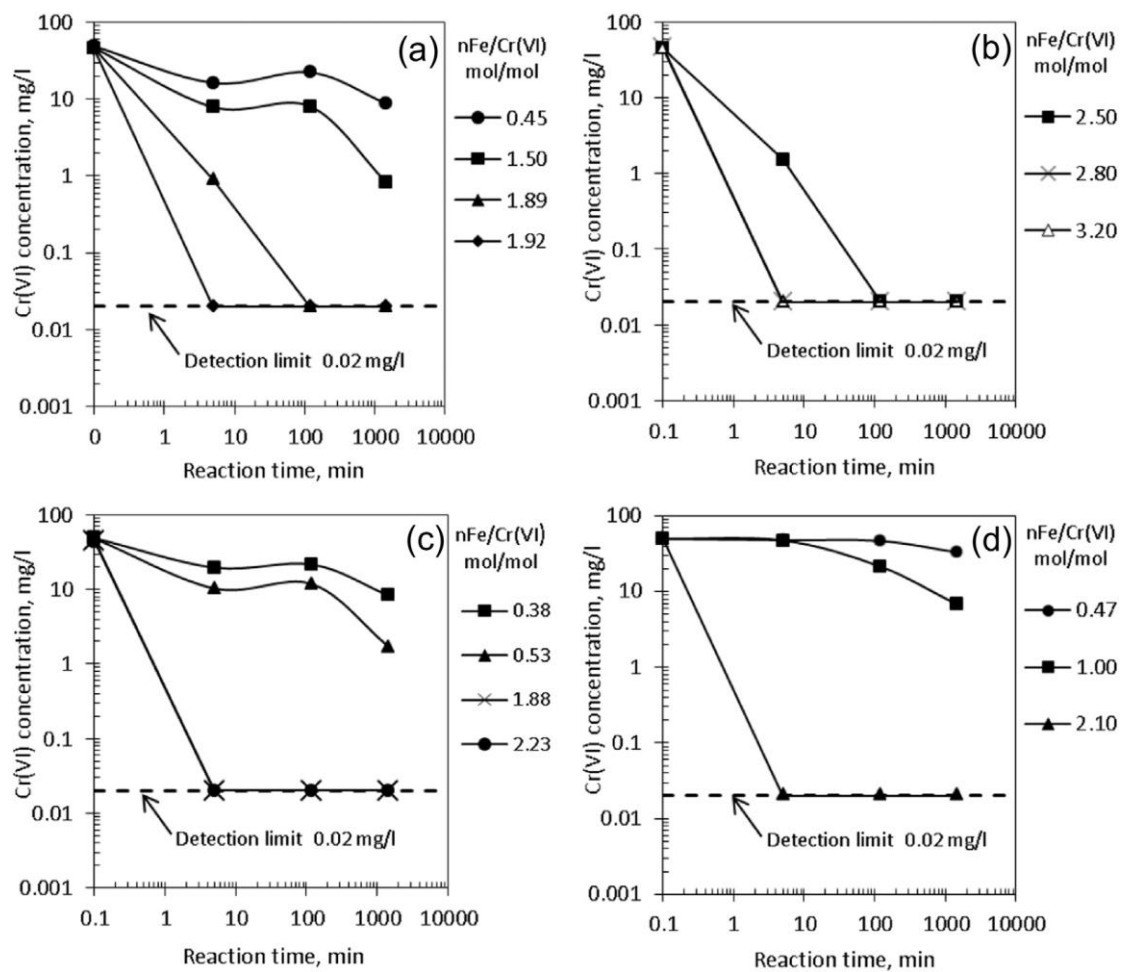 (a)
Cr(VI) concentration, mg/l
100
10
1
0.1
0.01
0.001
Detection limit 0.02 mg/l
0 1 10 100 1000 10000
Reaction time, min
nFe/Cr(VI)
mol/mol
0.45
1.50
1.89
1.92
(b)
Cr(VI) concentration, mg/l
100
10
1
0.1
0.01
0.001
Detection limit 0.02 mg/l
0.1 1 10 100 1000 10000
Reaction time, min
nFe/Cr(VI)
mol/mol
2.50
2.80
3.20
(c)
Cr(VI) concentration, mg/l
100
10
1
0.1
0.01
0.001
Detection limit 0.02 mg/l
0.1 1 10 100 1000 10000
Reaction time, min
nFe/Cr(VI)
mol/mol
0.38
0.53
1.88
2.23
(d)
Cr(VI) concentration, mg/l
100
10
1
0.1
0.01
0.001
Detection limit 0.02 mg/l
0.1 1 10 100 1000 10000
Reaction time, min
nFe/Cr(VI)
mol/mol
0.47
1.00
2.10